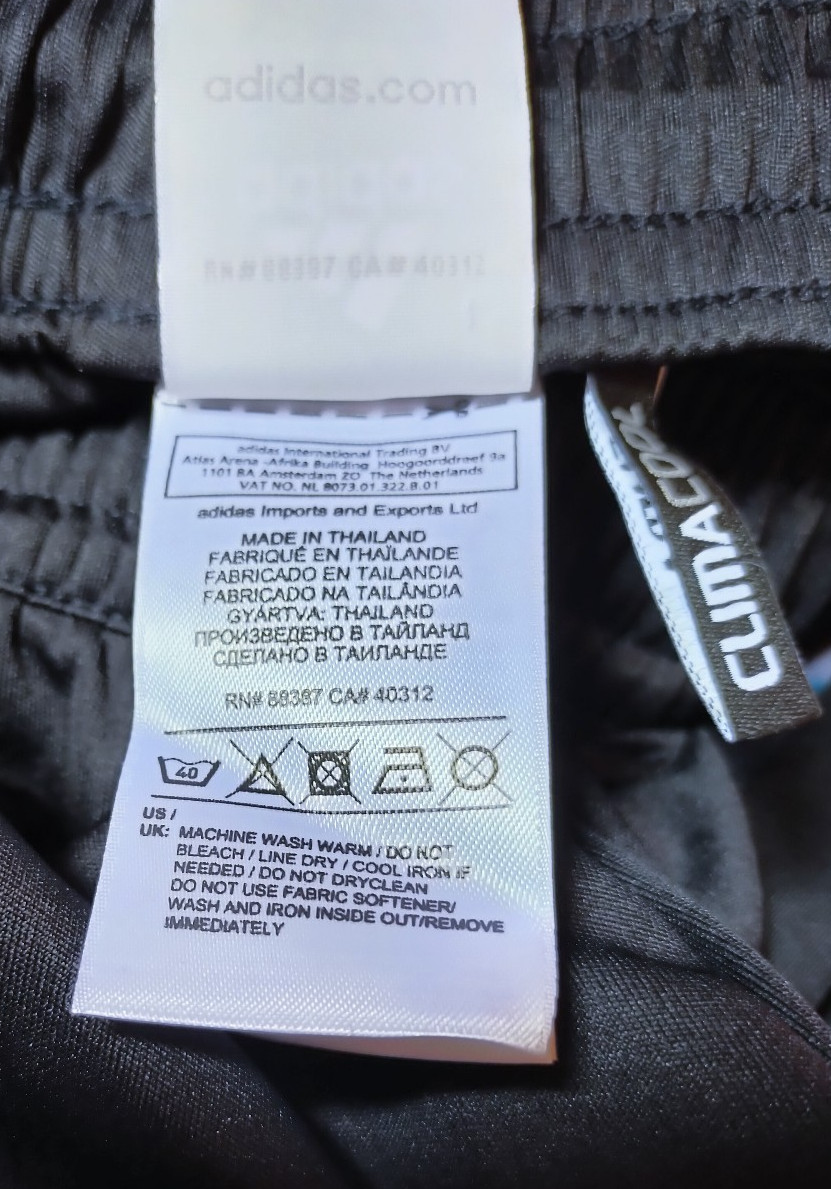 adidas.com
RN# 88387 CA# 40312
adidas International Trading BV
Atlas Arena -Afrika Building Hoogoorddreef 9a
1101 BA Amsterdam ZO The Netherlands
VAT NO. NL 8073.01.322.B.01
adidas Imports and Exports Ltd
MADE IN THAILAND
FABRIQUÉ EN THAÏLANDE
FABRICADO EN TAILANDIA
FABRICADO NA TAILÂNDIA
GYÁRTVA: THAILAND
ПРОИЗВЕДЕНО В ТАЙЛАНД
СДЕЛАНО В ТАИЛАНДЕ
RN# 88387 CA# 40312
40
US /
UK: MACHINE WASH WARM / DO NOT
BLEACH / LINE DRY / COOL IRON IF
NEEDED / DO NOT DRYCLEAN
DO NOT USE FABRIC SOFTENER/
WASH AND IRON INSIDE OUT/REMOVE
IMMEDIATELY
CLIMACOOL